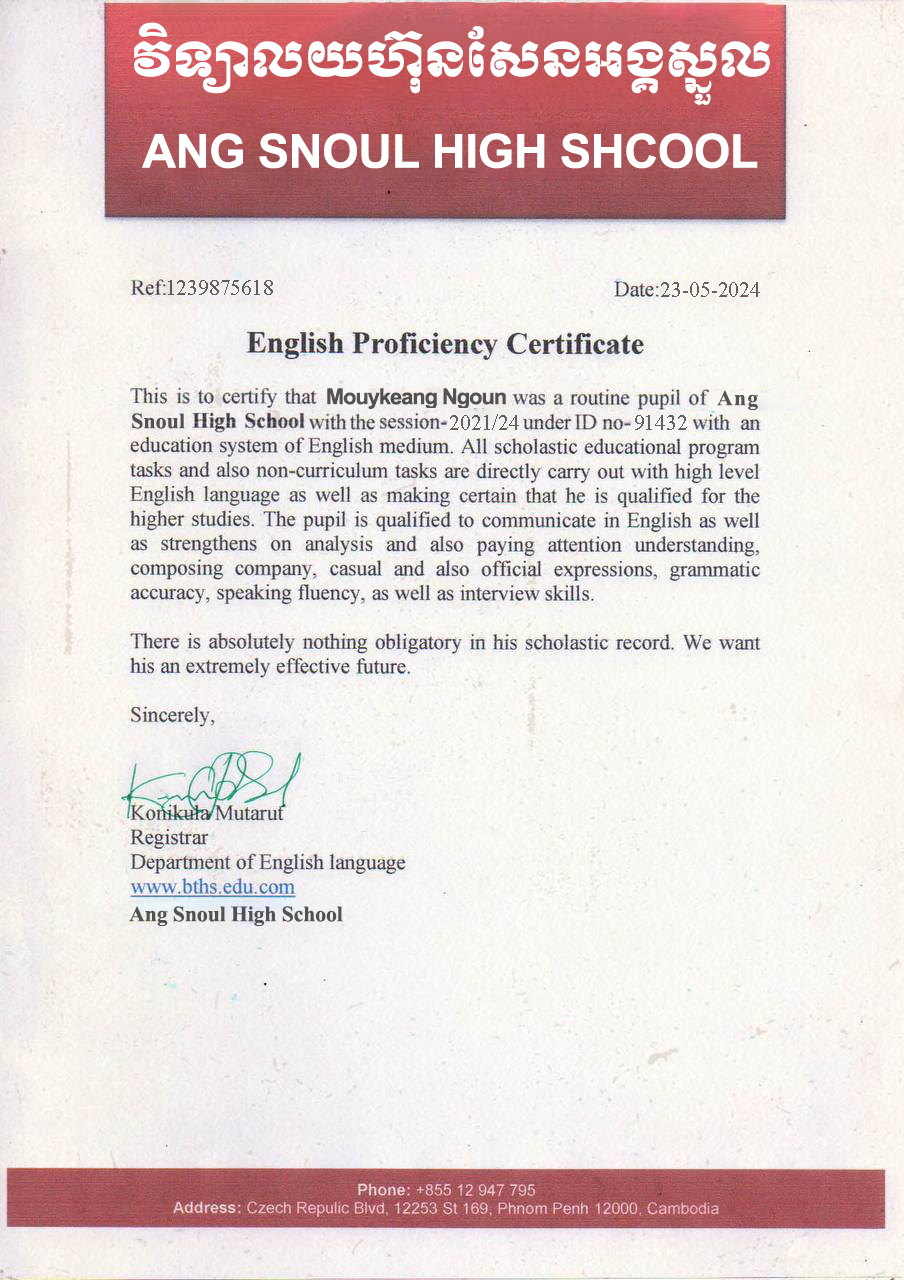 វិទ្យាល័យហ៊ុនសែនអង្គស្នួល
ANG SNOUL HIGH SHCOOL
Ref:1239875618
Date:23-05-2024
English Proficiency Certificate
This is to certify that Mouykeang Ngoun was a routine pupil of Ang
Snoul High School with the session-2021/24 under ID no-91432 with an
education system of English medium. All scholastic educational program
tasks and also non-curriculum tasks are directly carry out with high level
English language as well as making certain that he is qualified for the
higher studies. The pupil is qualified to communicate in English as well
as strengthens on analysis and also paying attention understanding,
composing company, casual and also official expressions, grammatic
accuracy, speaking fluency, as well as interview skills.
There is absolutely nothing obligatory in his scholastic record. We want
his an extremely effective future.
Sincerely,
Konikula Mutaruf
Registrar
Department of English language
www.bths.edu.com
Ang Snoul High School
Phone: +855 12 947 795
Address: Czech Repulic Blvd, 12253 St 169, Phnom Penh 12000, Cambodia